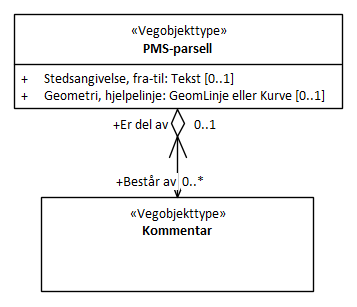 «Vegobjekttype»
PMS-parsell
+ Stedsangivelse, fra-til: Tekst [0..1]
+ Geometri, hjelpelinje: GeomLinje eller Kurve [0..1]
+Er del av 0..1
+Består av 0..*
«Vegobjekttype»
Kommentar